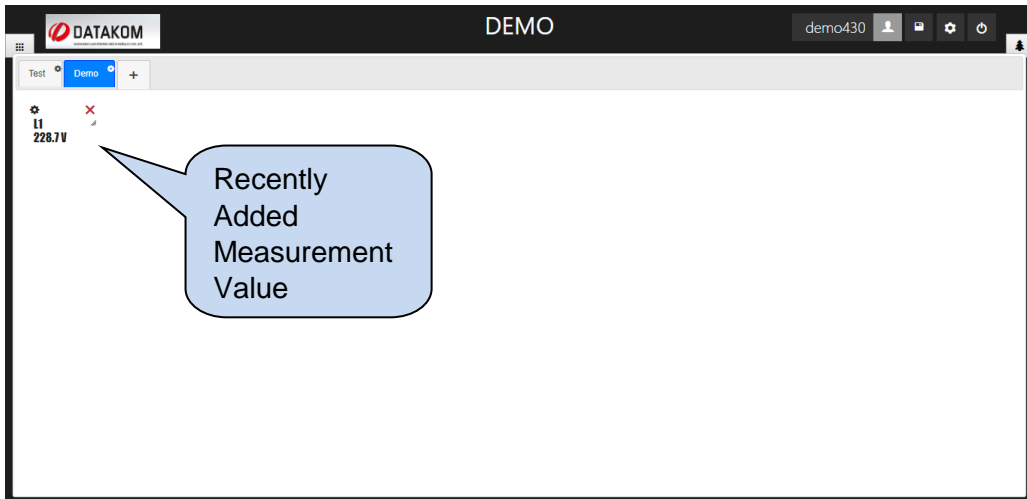 DATAKOM
DEMO
demo430
Test
Demo
+
L1
228.7 V
Recently
Added
Measurement
Value